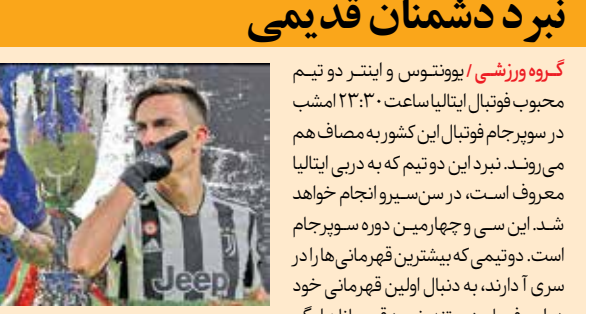 نبرد دشمنان قدیمی
گروه ورزشی / یوونتوس و اینتر دو تیم
محبوب فوتبال ایتالیا ساعت ۲۳:۳۰ امشب
در سوپرجام فوتبال این کشور به مصاف هم
می‌روند. نبرد این دو تیم که به دربی ایتالیا
معروف است، در سن‌سیرو انجام خواهد
شد. این سی و چهارمین دوره سوپرجام
است. دو تیمی که بیشترین قهرمانی‌ها را در
سری آ دارند، به دنبال اولین قهرمانی خود
Jeep